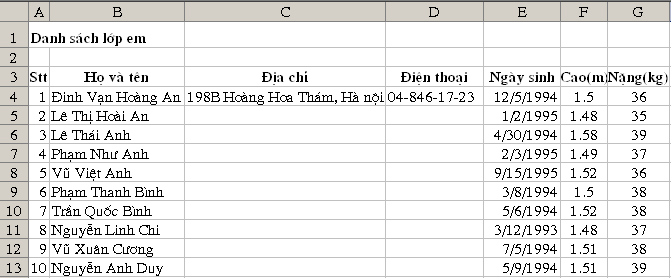 A B C D E F G
1 Danh sách lớp em
2
3 Stt Họ và tên Địa chỉ Điện thoại Ngày sinh Cao(m) Nặng(kg)
4 1 Đinh Vạn Hoàng An 198B Hoàng Hoa Thám, Hà nội 04-846-17-23 12/5/1994 1.5 36
5 2 Lê Thị Hoài An 1/2/1995 1.48 35
6 3 Lê Thái Anh 4/30/1994 1.58 39
7 4 Phạm Như Anh 2/3/1995 1.49 37
8 5 Vũ Việt Anh 9/15/1995 1.52 36
9 6 Phạm Thanh Bình 3/8/1994 1.5 38
10 7 Trần Quốc Bình 5/6/1994 1.52 38
11 8 Nguyễn Linh Chi 3/12/1993 1.48 37
12 9 Vũ Xuân Cương 7/5/1994 1.51 38
13 10 Nguyễn Anh Duy 5/9/1994 1.51 39